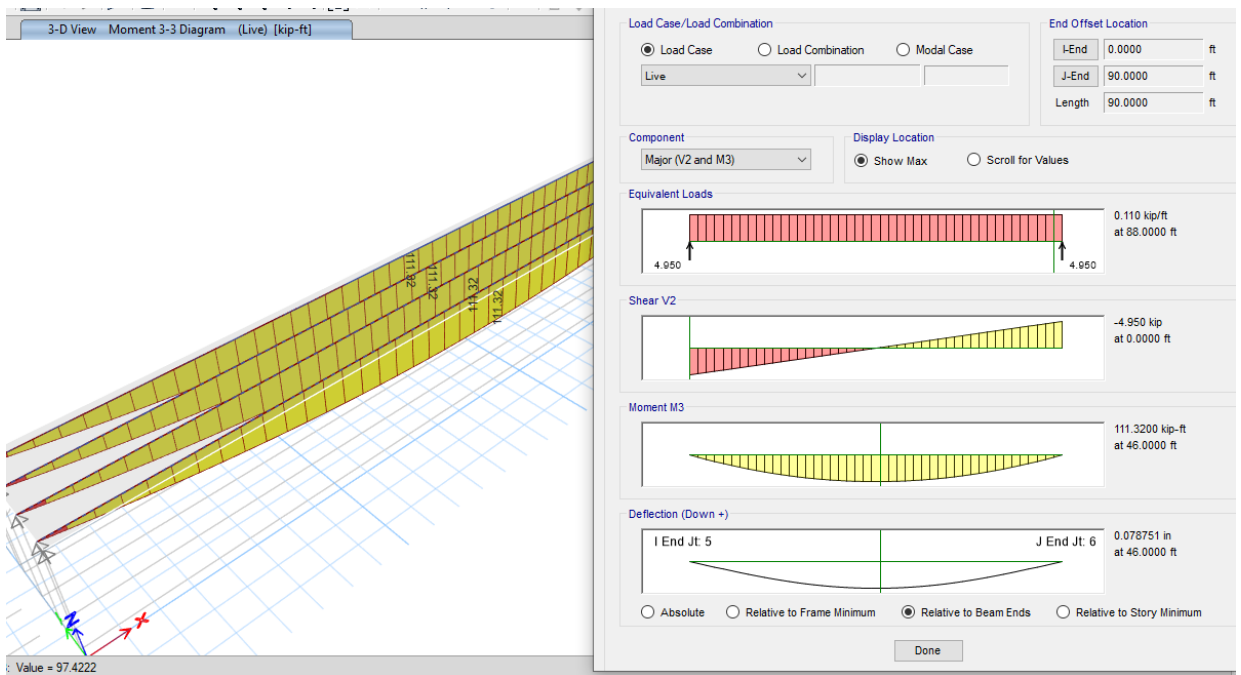 3-D View Moment 3-3 Diagram (Live) [kip-ft]
111.32
111.32
111.32
111.32
Z
X
Value = 97.4222
Load Case/Load Combination
Load Case Load Combination Modal Case
Live
End Offset Location
I-End 0.0000 ft
J-End 90.0000 ft
Length 90.0000 ft
Component
Major (V2 and M3)
Display Location
Show Max Scroll for Values
Equivalent Loads
4.950
4.950
0.110 kip/ft
at 88.0000 ft
Shear V2
-4.950 kip
at 0.0000 ft
Moment M3
111.3200 kip-ft
at 46.0000 ft
Deflection (Down +)
I End Jt: 5 J End Jt: 6
0.078751 in
at 46.0000 ft
Absolute Relative to Frame Minimum Relative to Beam Ends Relative to Story Minimum
Done